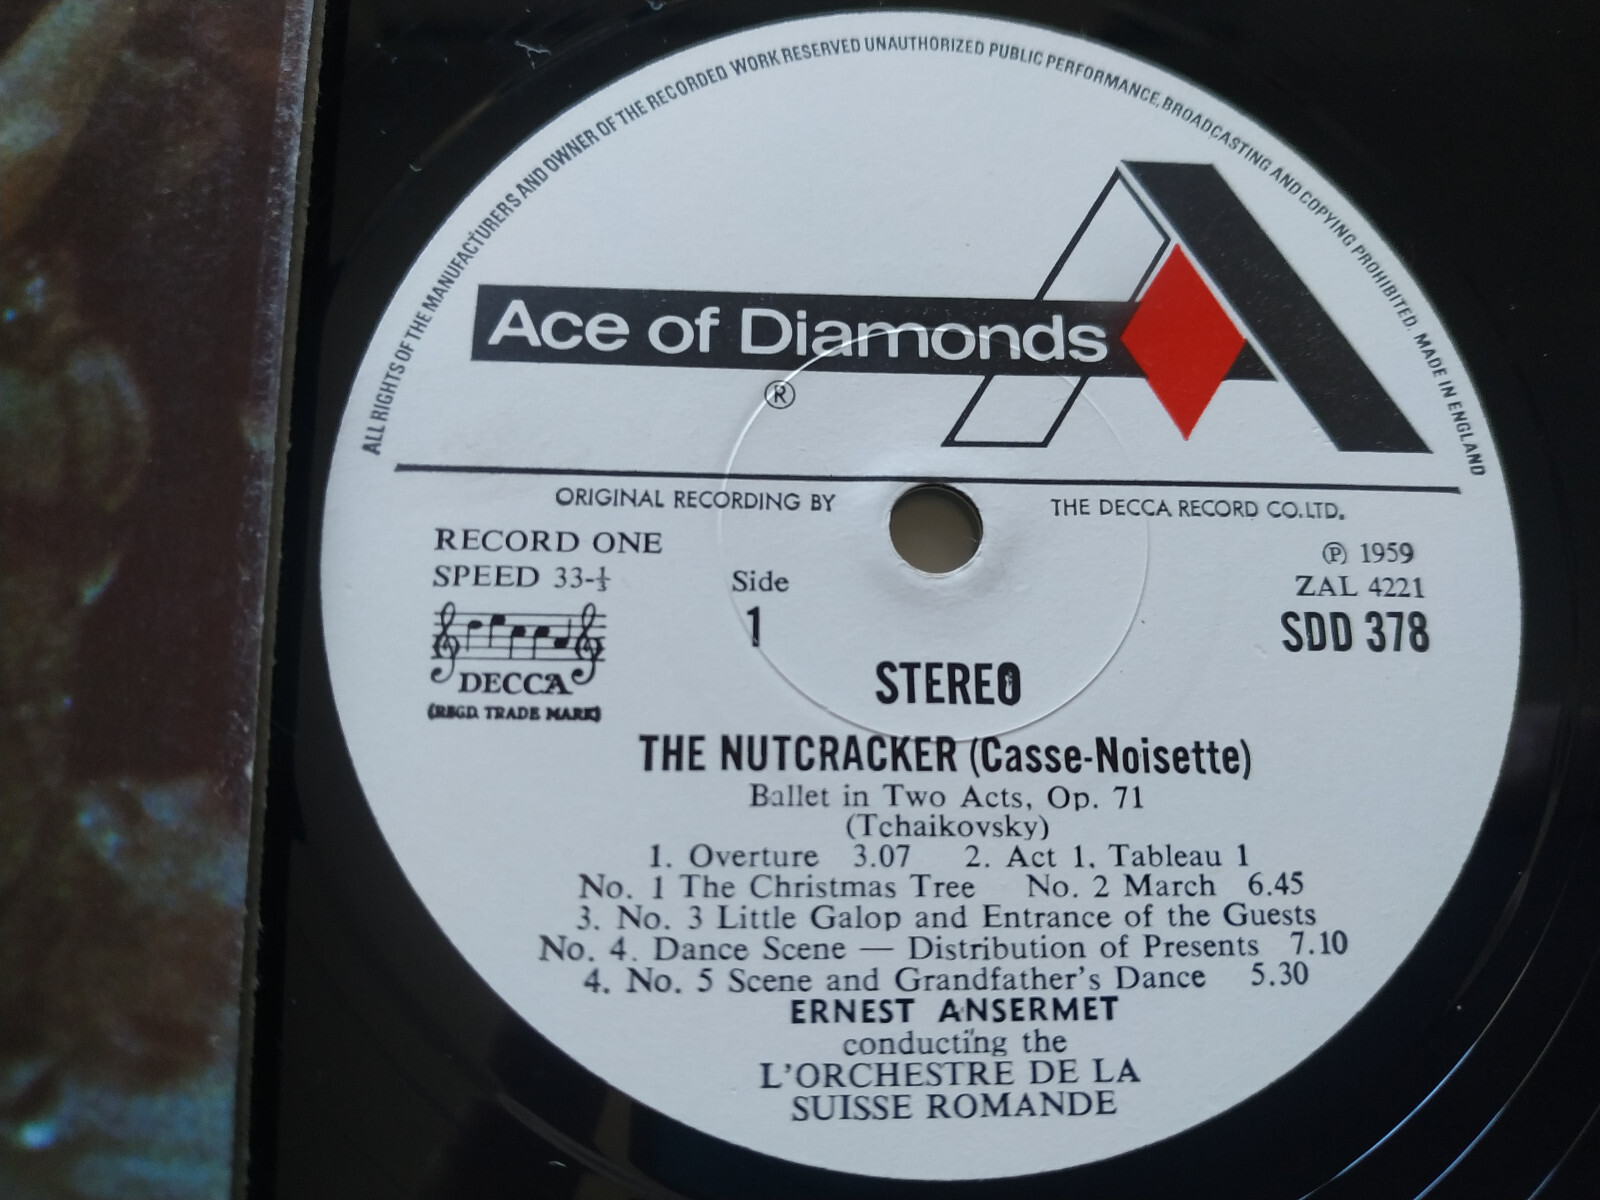 ALL RIGHTS OF THE MANUFACTURERS AND OWNER OF THE RECORDED WORK RESERVED UNAUTHORIZED PUBLIC PERFORMANCE, BROADCASTING AND COPYING PROHIBITED. MADE IN ENGLAND
Ace of Diamonds
®
ORIGINAL RECORDING BY THE DECCA RECORD CO.LTD.
RECORD ONE
SPEED 33-⅓
DECCA
(REGD. TRADE MARK)
Side
1
℗ 1959
ZAL 4221
SDD 378
STEREO
THE NUTCRACKER (Casse-Noisette)
Ballet in Two Acts, Op. 71
(Tchaikovsky)
1. Overture 3.07 2. Act 1, Tableau 1
No. 1 The Christmas Tree No. 2 March 6.45
3. No. 3 Little Galop and Entrance of the Guests
No. 4. Dance Scene — Distribution of Presents 7.10
4. No. 5 Scene and Grandfather's Dance 5.30
ERNEST ANSERMET
conducting the
L'ORCHESTRE DE LA
SUISSE ROMANDE